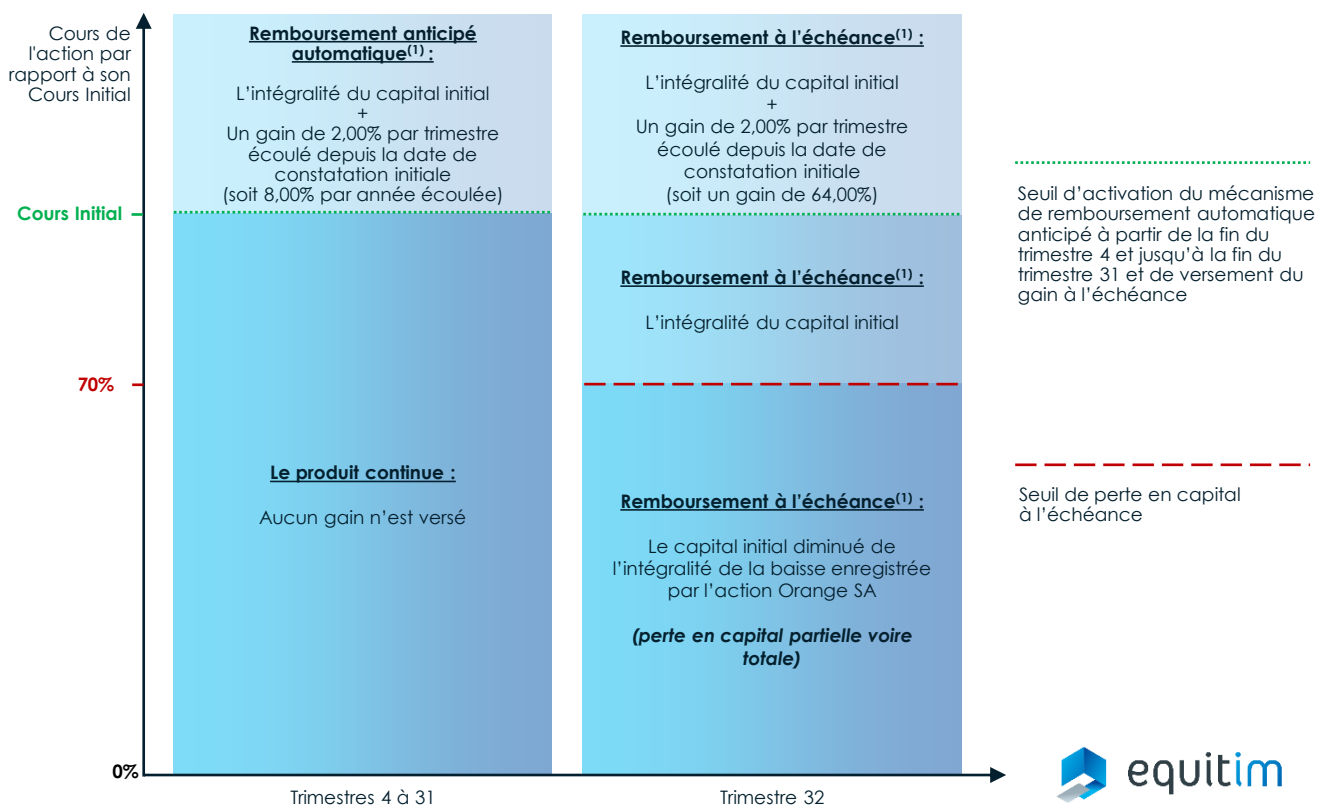 Cours de
l'action par
rapport à son
Cours Initial
Remboursement anticipé
automatique(1) :
L'intégralité du capital initial
+
Un gain de 2,00% par trimestre
écoulé depuis la date de
constatation initiale
(soit 8,00% par année écoulée)
Remboursement à l'échéance(1) :
L'intégralité du capital initial
+
Un gain de 2,00% par trimestre
écoulé depuis la date de
constatation initiale
(soit un gain de 64,00%)
Cours Initial
Seuil d'activation du mécanisme
de remboursement automatique
anticipé à partir de la fin du
trimestre 4 et jusqu'à la fin du
trimestre 31 et de versement du
gain à l'échéance
Remboursement à l'échéance(1) :
L'intégralité du capital initial
70%
Le produit continue :
Aucun gain n'est versé
Remboursement à l'échéance(1) :
Le capital initial diminué de
l'intégralité de la baisse enregistrée
par l'action Orange SA
(perte en capital partielle voire
totale)
Seuil de perte en capital
à l'échéance
0%
Trimestres 4 à 31
Trimestre 32
equitim